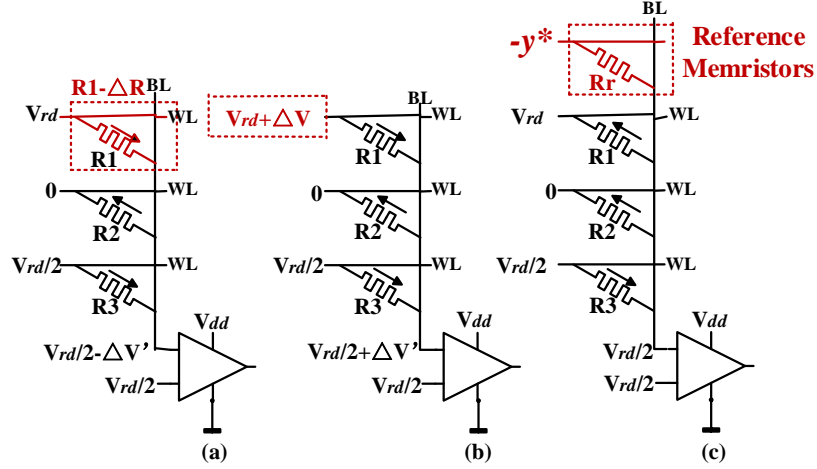 R1-△R
BL
Vrd
WL
R1
0
WL
R2
Vrd/2
WL
R3
Vdd
Vrd/2-△V'
Vrd/2
(a)
Vrd+△V
BL
WL
R1
0
WL
R2
Vrd/2
WL
R3
Vdd
Vrd/2+△V'
Vrd/2
(b)
BL
-y*
Rr
Reference
Memristors
Vrd
WL
R1
0
WL
R2
Vrd/2
WL
R3
Vdd
Vrd/2
Vrd/2
(c)